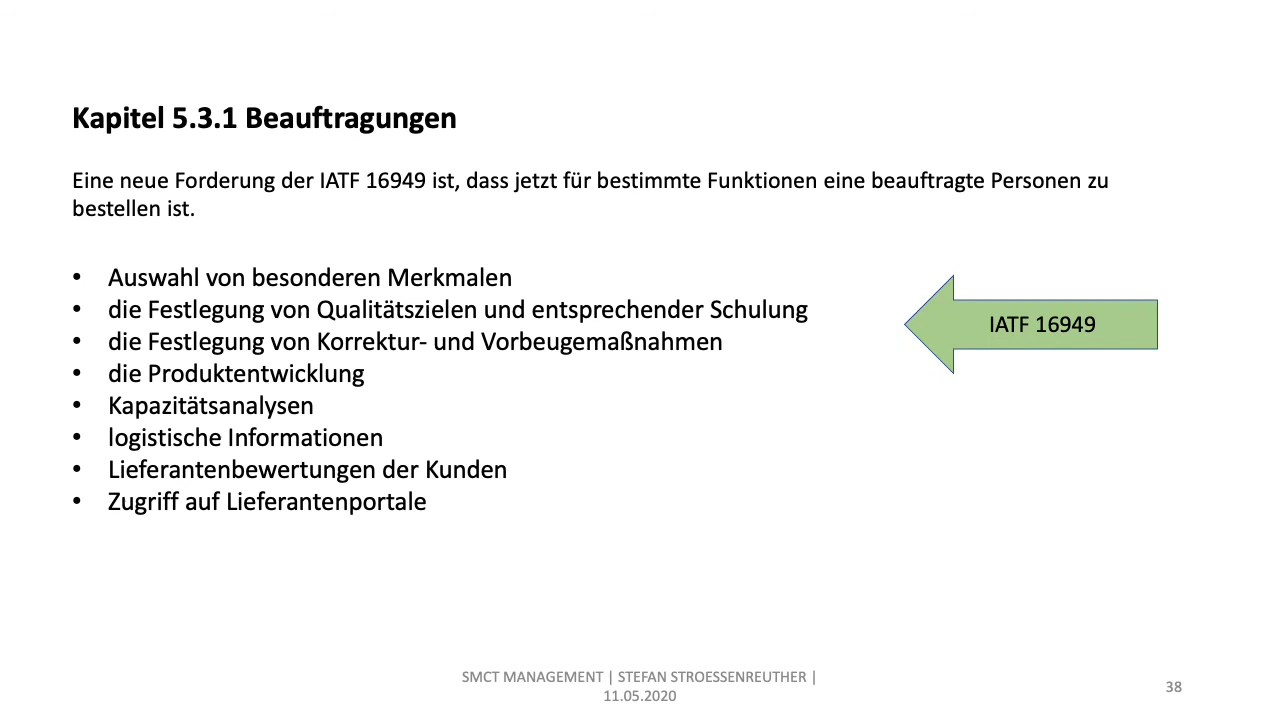 Kapitel 5.3.1 Beauftragungen
Eine neue Forderung der IATF 16949 ist, dass jetzt für bestimmte Funktionen eine beauftragte Personen zu
bestellen ist.
• Auswahl von besonderen Merkmalen
• die Festlegung von Qualitätszielen und entsprechender Schulung
• die Festlegung von Korrektur- und Vorbeugemaßnahmen
• die Produktentwicklung
• Kapazitätsanalysen
• logistische Informationen
• Lieferantenbewertungen der Kunden
• Zugriff auf Lieferantenportale
IATF 16949
SMCT MANAGEMENT | STEFAN STROESSENREUTHER |
11.05.2020
38